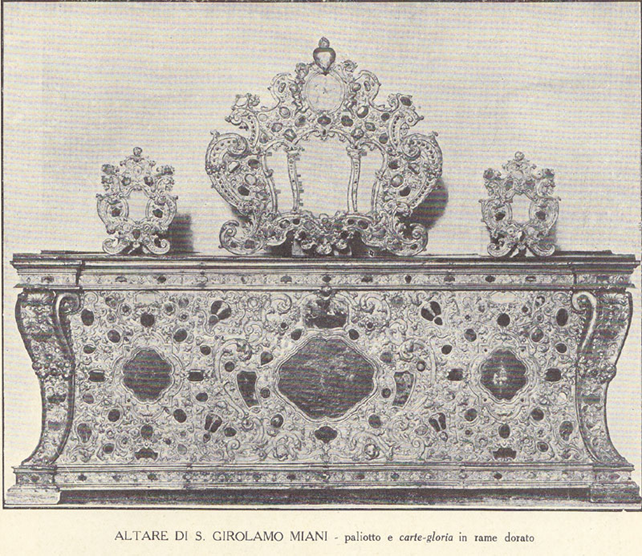 ALTARE DI S. GIROLAMO MIANI - paliotto e carte-gloria in rame dorato